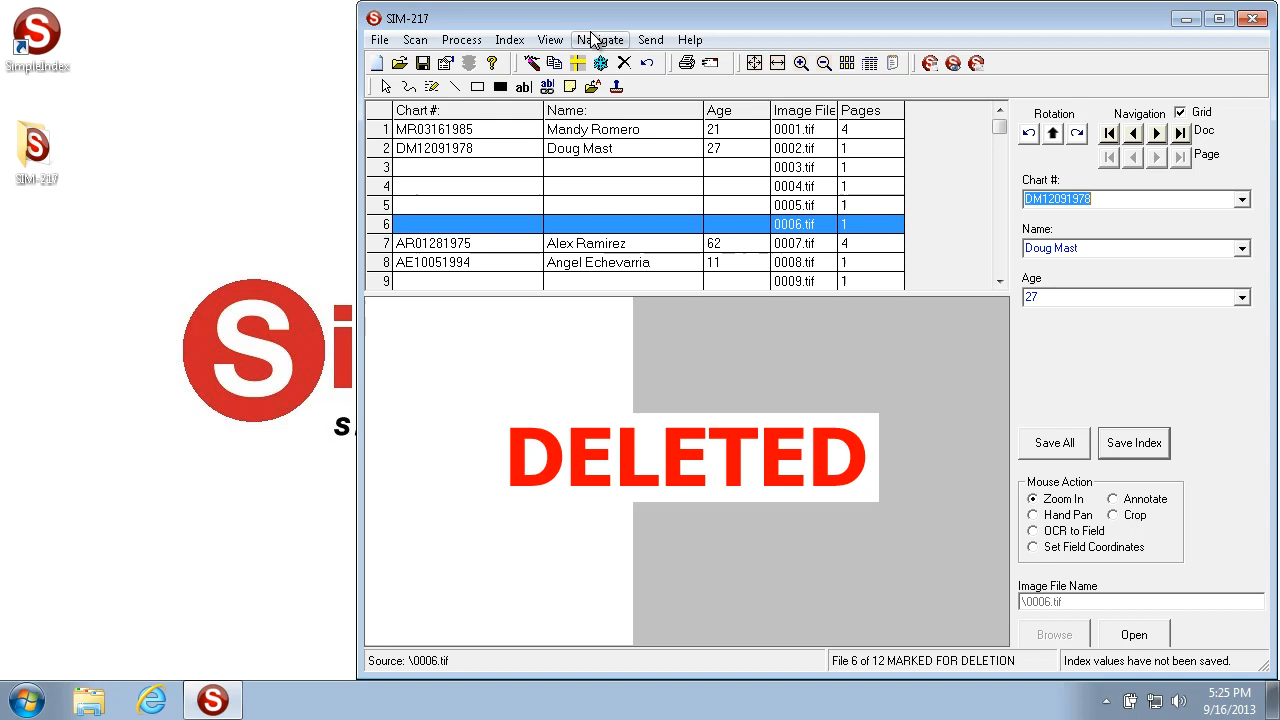 SIM-217
SimpleIndex
SIM-217
File Scan Process Index View Navigate Send Help
Chart #: Name: Age Image File Pages
1 MR03161985 Mandy Romero 21 0001.tif 4
2 DM12091978 Doug Mast 27 0002.tif 1
3 0003.tif 1
4 0004.tif 1
5 0005.tif 1
6 0006.tif 1
7 AR01281975 Alex Ramirez 62 0007.tif 4
8 AE10051994 Angel Echevarria 11 0008.tif 1
9 0009.tif 1
Rotation Navigation Grid
Doc
Page
Chart #:
DM12091978
Name:
Doug Mast
Age
27
DELETED
Save All Save Index
Mouse Action
Zoom In Annotate
Hand Pan Crop
OCR to Field
Set Field Coordinates
Image File Name
\0006.tif
Browse Open
Source: \0006.tif File 6 of 12 MARKED FOR DELETION Index values have not been saved.
5:25 PM
9/16/2013